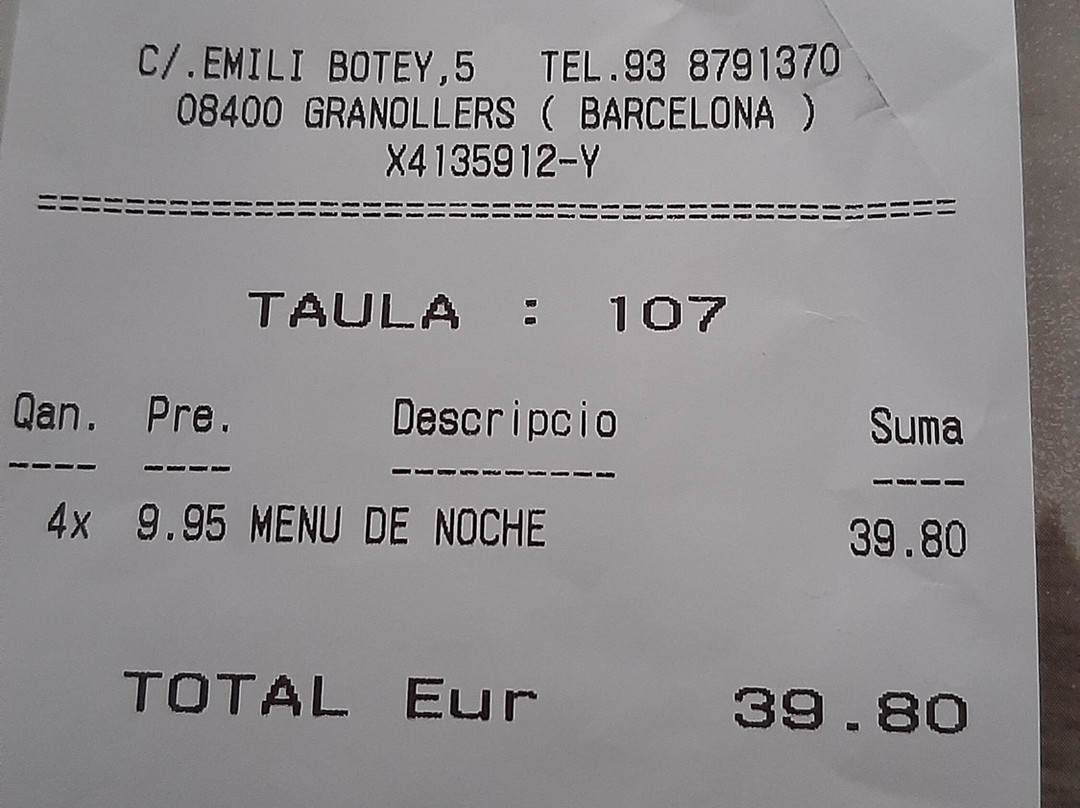 C/.EMILI BOTEY,5 TEL.93 8791370
08400 GRANOLLERS ( BARCELONA )
X4135912-Y
==========================================
TAULA : 107
Qan. Pre. Descripcio Suma
---- ---- ---------- ----
4x 9.95 MENU DE NOCHE 39.80
TOTAL Eur 39.80